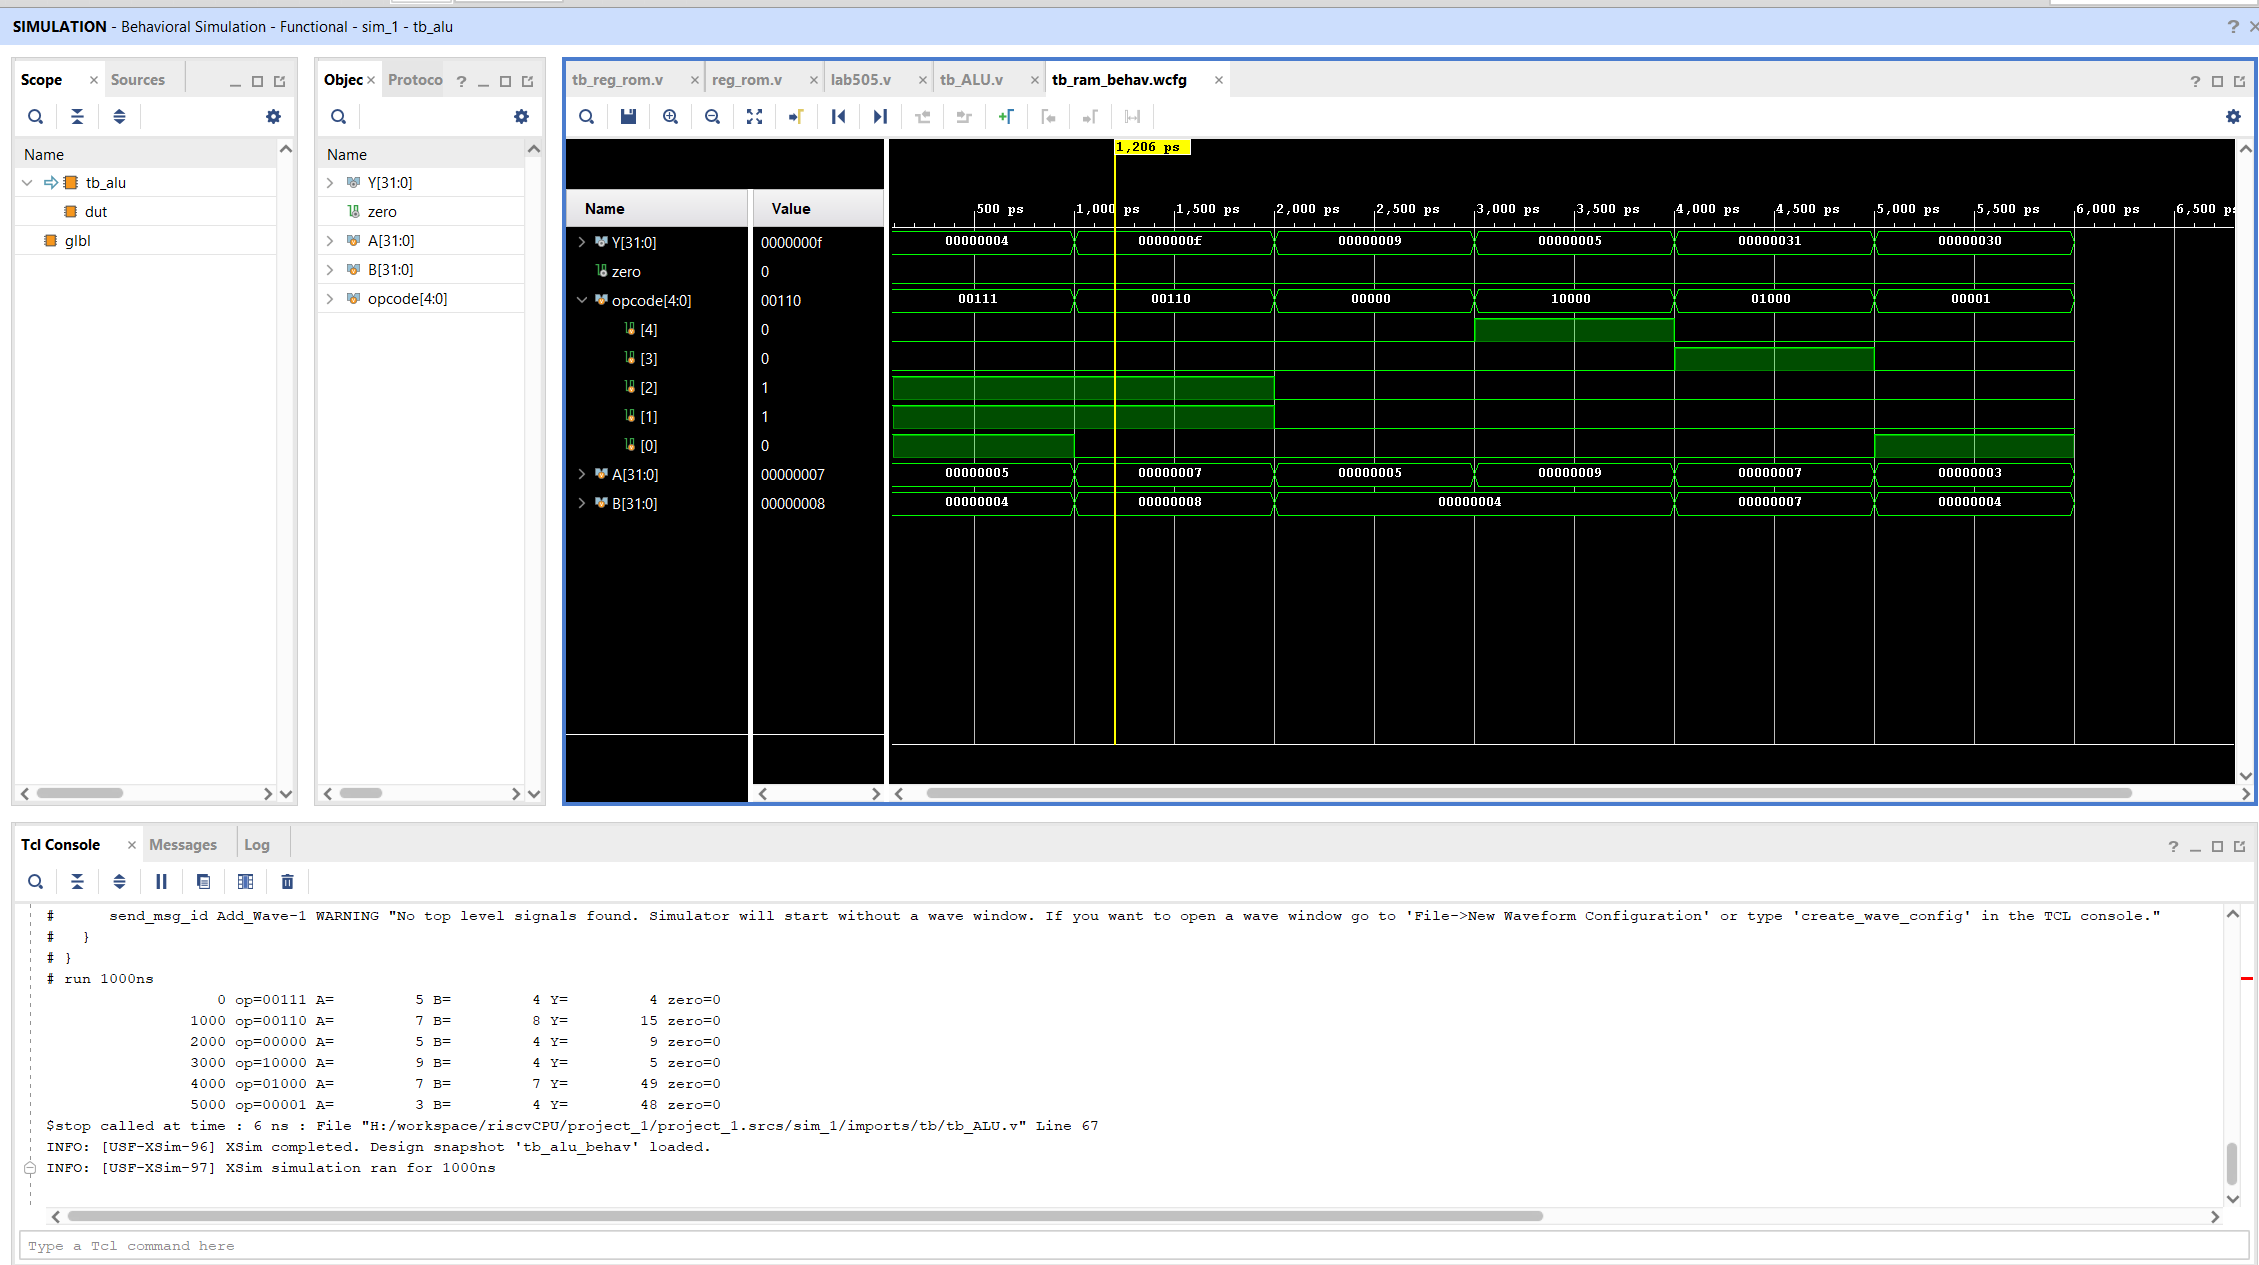 SIMULATION - Behavioral Simulation - Functional - sim_1 - tb_alu
Scope
Sources
Name
tb_alu
dut
glbl
Objec
Protoco
Name
Y[31:0]
zero
A[31:0]
B[31:0]
opcode[4:0]
tb_reg_rom.v
reg_rom.v
lab505.v
tb_ALU.v
tb_ram_behav.wcfg
1,206 ps
Name Value
500 ps 1,000 ps 1,500 ps 2,000 ps 2,500 ps 3,000 ps 3,500 ps 4,000 ps 4,500 ps 5,000 ps 5,500 ps 6,000 ps 6,500 p
Y[31:0] 0000000f 00000004 0000000f 00000009 00000005 00000031 00000030
zero 0
opcode[4:0] 00110 00111 00110 00000 10000 01000 00001
[4] 0
[3] 0
[2] 1
[1] 1
[0] 0
A[31:0] 00000007 00000005 00000007 00000005 00000009 00000007 00000003
B[31:0] 00000008 00000004 00000008 00000004 00000007 00000004
Tcl Console
Messages
Log
# send_msg_id Add_Wave-1 WARNING "No top level signals found. Simulator will start without a wave window. If you want to open a wave window go to 'File->New Waveform Configuration' or type 'create_wave_config' in the TCL console."
# }
# }
# run 1000ns
0 op=00111 A= 5 B= 4 Y= 4 zero=0
1000 op=00110 A= 7 B= 8 Y= 15 zero=0
2000 op=00000 A= 5 B= 4 Y= 9 zero=0
3000 op=10000 A= 9 B= 4 Y= 5 zero=0
4000 op=01000 A= 7 B= 7 Y= 49 zero=0
5000 op=00001 A= 3 B= 4 Y= 48 zero=0
$stop called at time : 6 ns : File "H:/workspace/riscvCPU/project_1/project_1.srcs/sim_1/imports/tb/tb_ALU.v" Line 67
INFO: [USF-XSim-96] XSim completed. Design snapshot 'tb_alu_behav' loaded.
INFO: [USF-XSim-97] XSim simulation ran for 1000ns
Type a Tcl command here